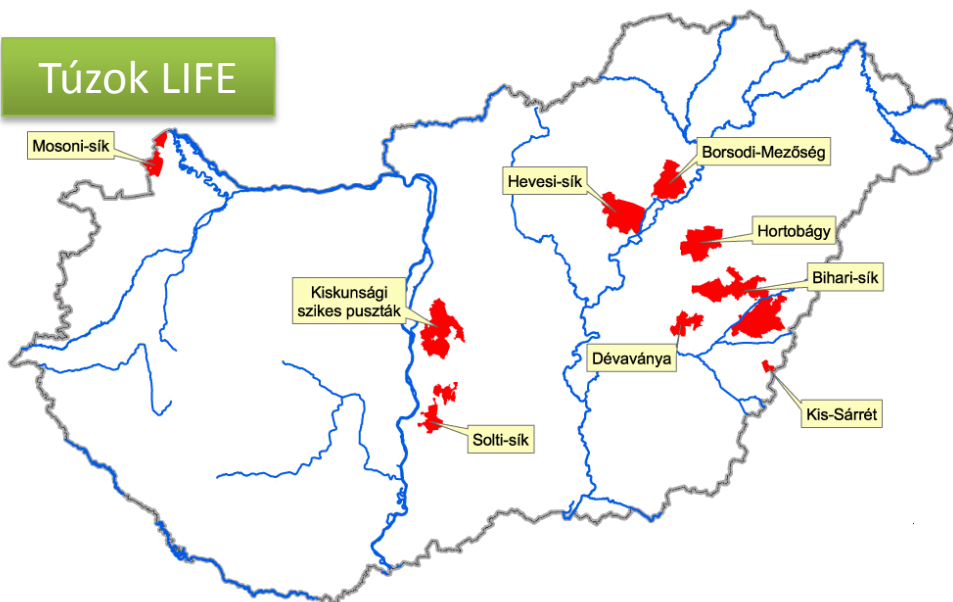 Túzok LIFE
Mosoni-sík
Borsodi-Mezőség
Hevesi-sík
Hortobágy
Bihari-sík
Kiskunsági
szikes puszták
Dévaványa
Kis-Sárrét
Solti-sík